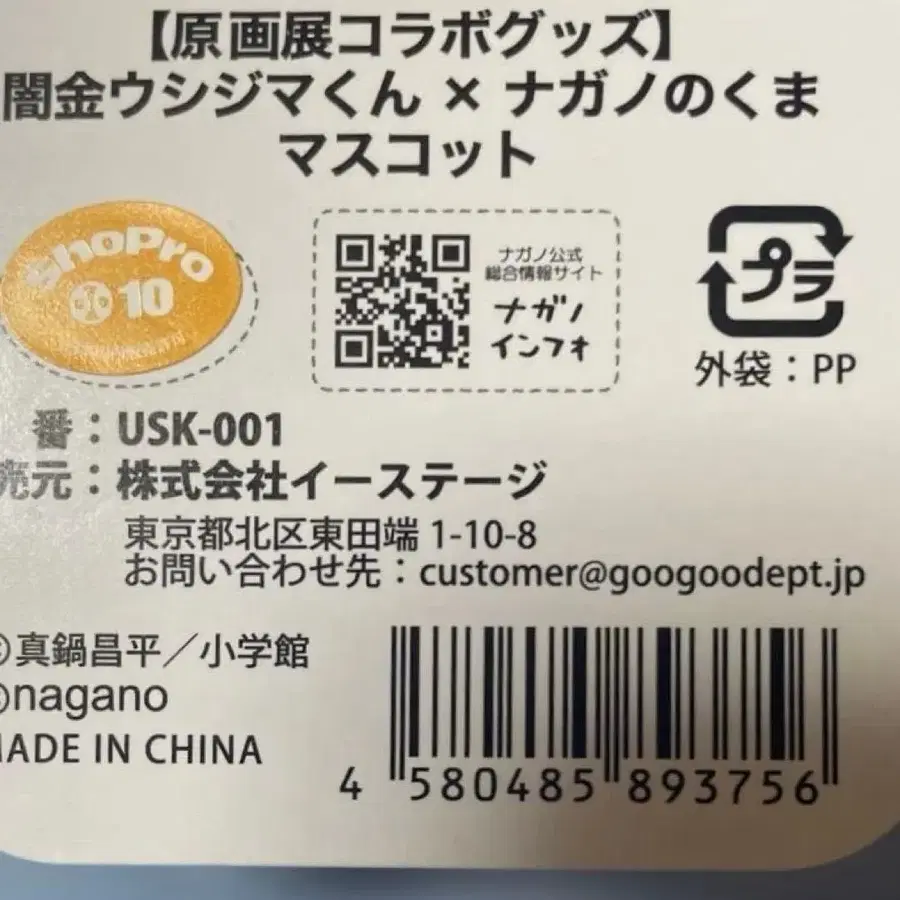 【原画展コラボグッズ】
闇金ウシジマくん × ナガノのくま
マスコット
ShoPro
小 10
ナガノ公式
総合情報サイト
ナガノ
インフォ
プラ
外袋：PP
番：USK-001
売元：株式会社イーステージ
東京都北区東田端 1-10-8
お問い合わせ先：customer@googoodept.jp
©真鍋昌平／小学館
©nagano
MADE IN CHINA
4 580485 893756